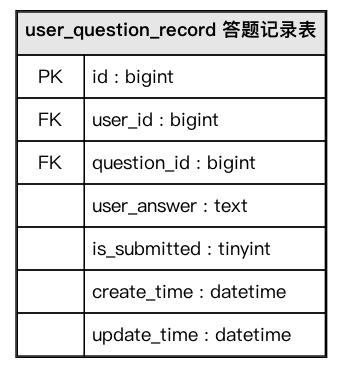 user_question_record 答题记录表
PK id : bigint
FK user_id : bigint
FK question_id : bigint
user_answer : text
is_submitted : tinyint
create_time : datetime
update_time : datetime